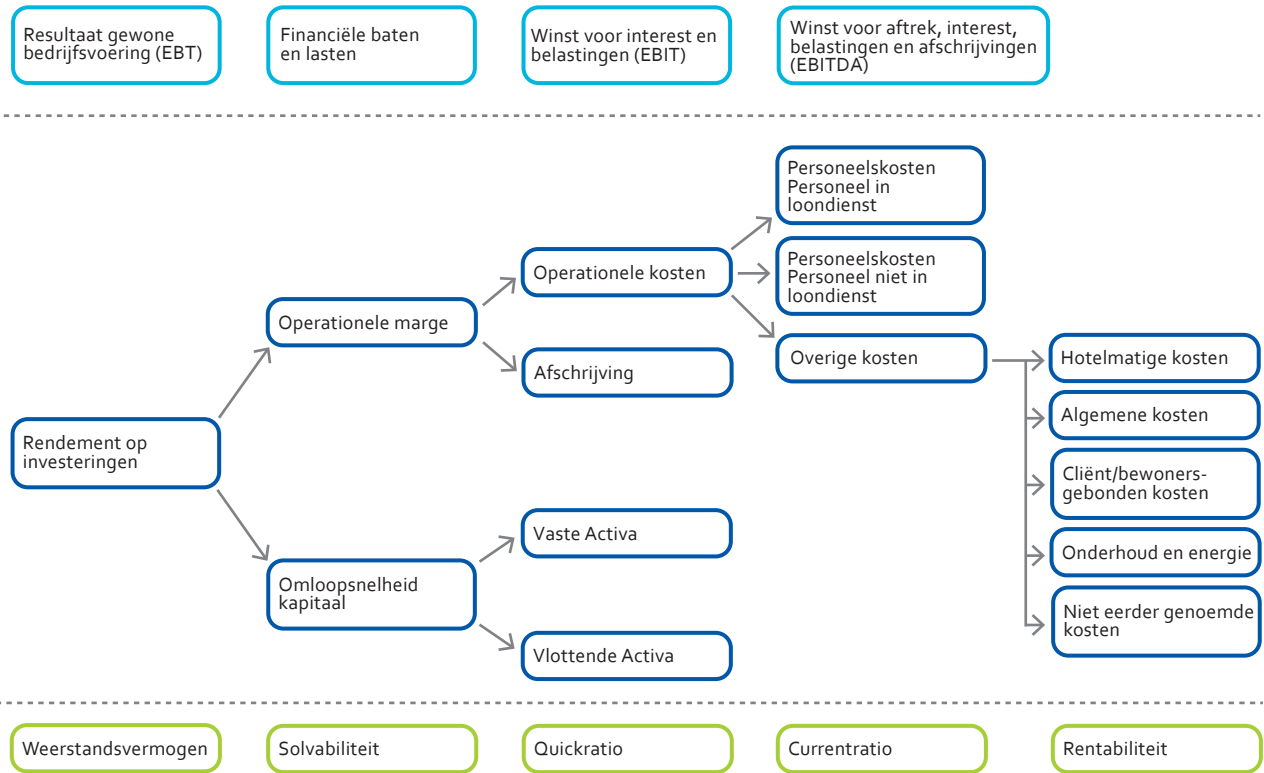 Resultaat gewone
bedrijfsvoering (EBT)
Financiële baten
en lasten
Winst voor interest en
belastingen (EBIT)
Winst voor aftrek, interest,
belastingen en afschrijvingen
(EBITDA)
Personeelskosten
Personeel in
loondienst
Operationele kosten
Personeelskosten
Personeel niet in
loondienst
Operationele marge
Afschrijving
Overige kosten
Hotelmatige kosten
Algemene kosten
Rendement op
investeringen
Cliënt/bewoners-
gebonden kosten
Vaste Activa
Onderhoud en energie
Omloopsnelheid
kapitaal
Niet eerder genoemde
kosten
Vlottende Activa
Weerstandsvermogen
Solvabiliteit
Quickratio
Currentratio
Rentabiliteit